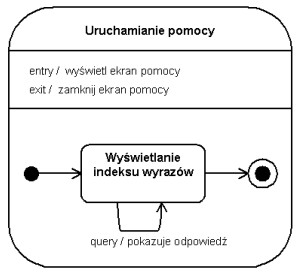 Uruchamianie pomocy
entry / wyświetl ekran pomocy
exit / zamknij ekran pomocy
Wyświetlanie
indeksu wyrazów
query / pokazuje odpowiedź